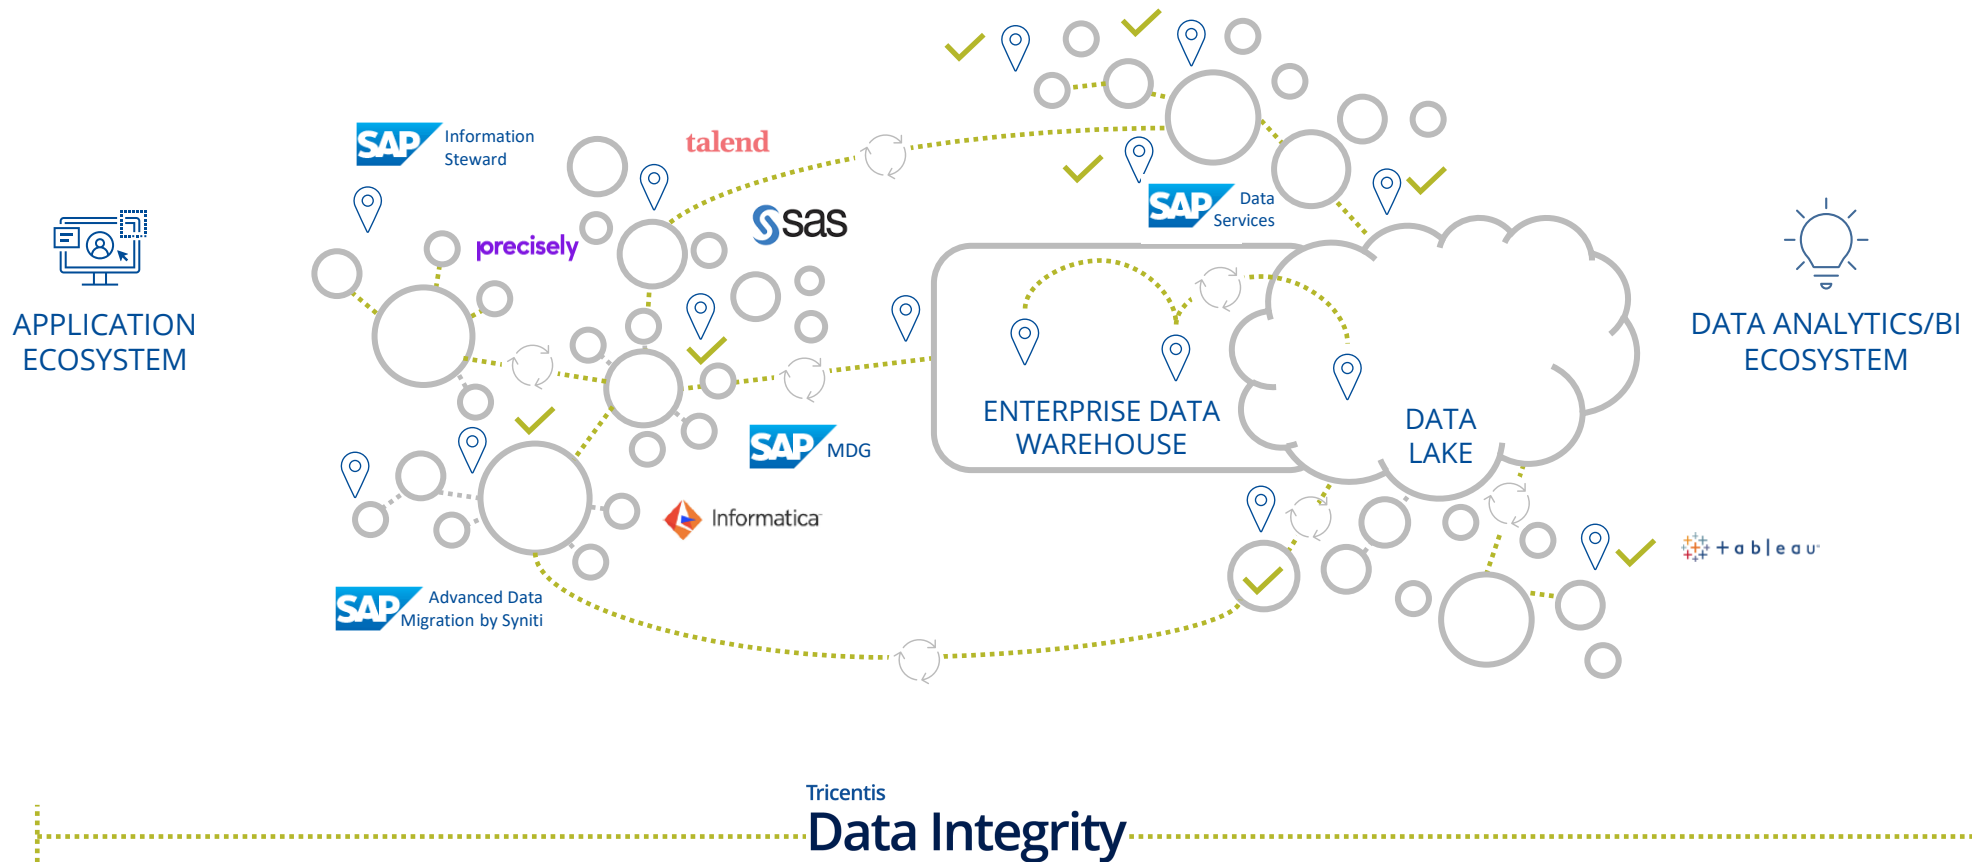 SAP Information
Steward
talend
SAP Data
Services
sas
precisely
APPLICATION
ECOSYSTEM
DATA ANALYTICS/BI
ECOSYSTEM
ENTERPRISE DATA
WAREHOUSE
DATA
LAKE
SAP MDG
Informatica
+ableau
SAP Advanced Data
Migration by Syniti
Tricentis
Data Integrity